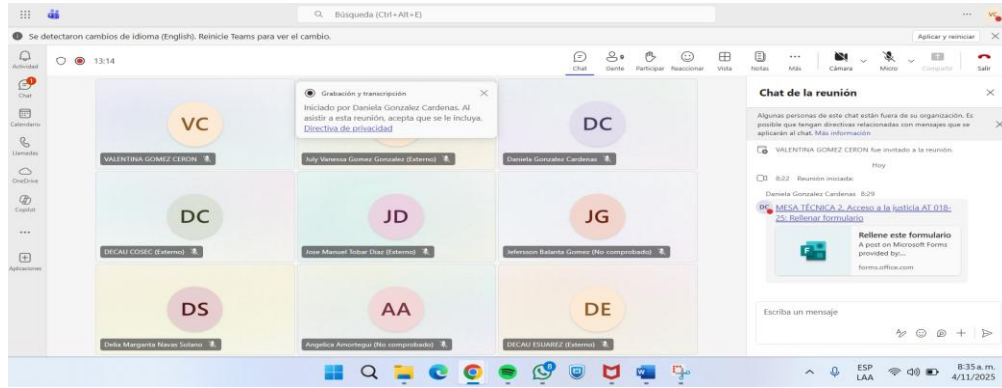 Búsqueda (Ctrl+Alt+E)
VC
Se detectaron cambios de idioma (English). Reinicie Teams para ver el cambio.
Aplicar y reiniciar
Actividad
Chat
Calendario
Llamadas
OneDrive
Copilot
Aplicaciones
13:14
Chat
Gente
9
Participar
Reaccionar
Vista
Notas
Más
Cámara
Micro
Compartir
Salir
Grabación y transcripción
Iniciado por Daniela Gonzalez Cardenas. Al
asistir a esta reunión, acepta que se le incluya.
Directiva de privacidad
VC
VALENTINA GOMEZ CERON
July Vanessa Gomez Gonzalez (Externo)
DC
Daniela Gonzalez Cardenas
DC
DECAU COSEC (Externo)
JD
Jose Manuel Tobar Diaz (Externo)
JG
Jefersson Balanta Gomez (No comprobado)
DS
Delia Margarita Navas Solano
AA
Angelica Amortegui (No comprobado)
DE
DECAU ESUAREZ (Externo)
Chat de la reunión
Algunas personas de este chat están fuera de su organización. Es
posible que tengan directivas relacionadas con mensajes que se
aplicarán al chat. Más información
VALENTINA GOMEZ CERON fue invitado a la reunión.
Hoy
8:22 Reunión iniciada
Daniela Gonzalez Cardenas 8:29
DC
MESA TÉCNICA 2. Acceso a la justicia AT 018-
25: Rellenar formulario
Rellene este formulario
A post on Microsoft Forms
provided by:...
forms.office.com
Escriba un mensaje
ESP
LAA
8:35 a. m.
4/11/2025